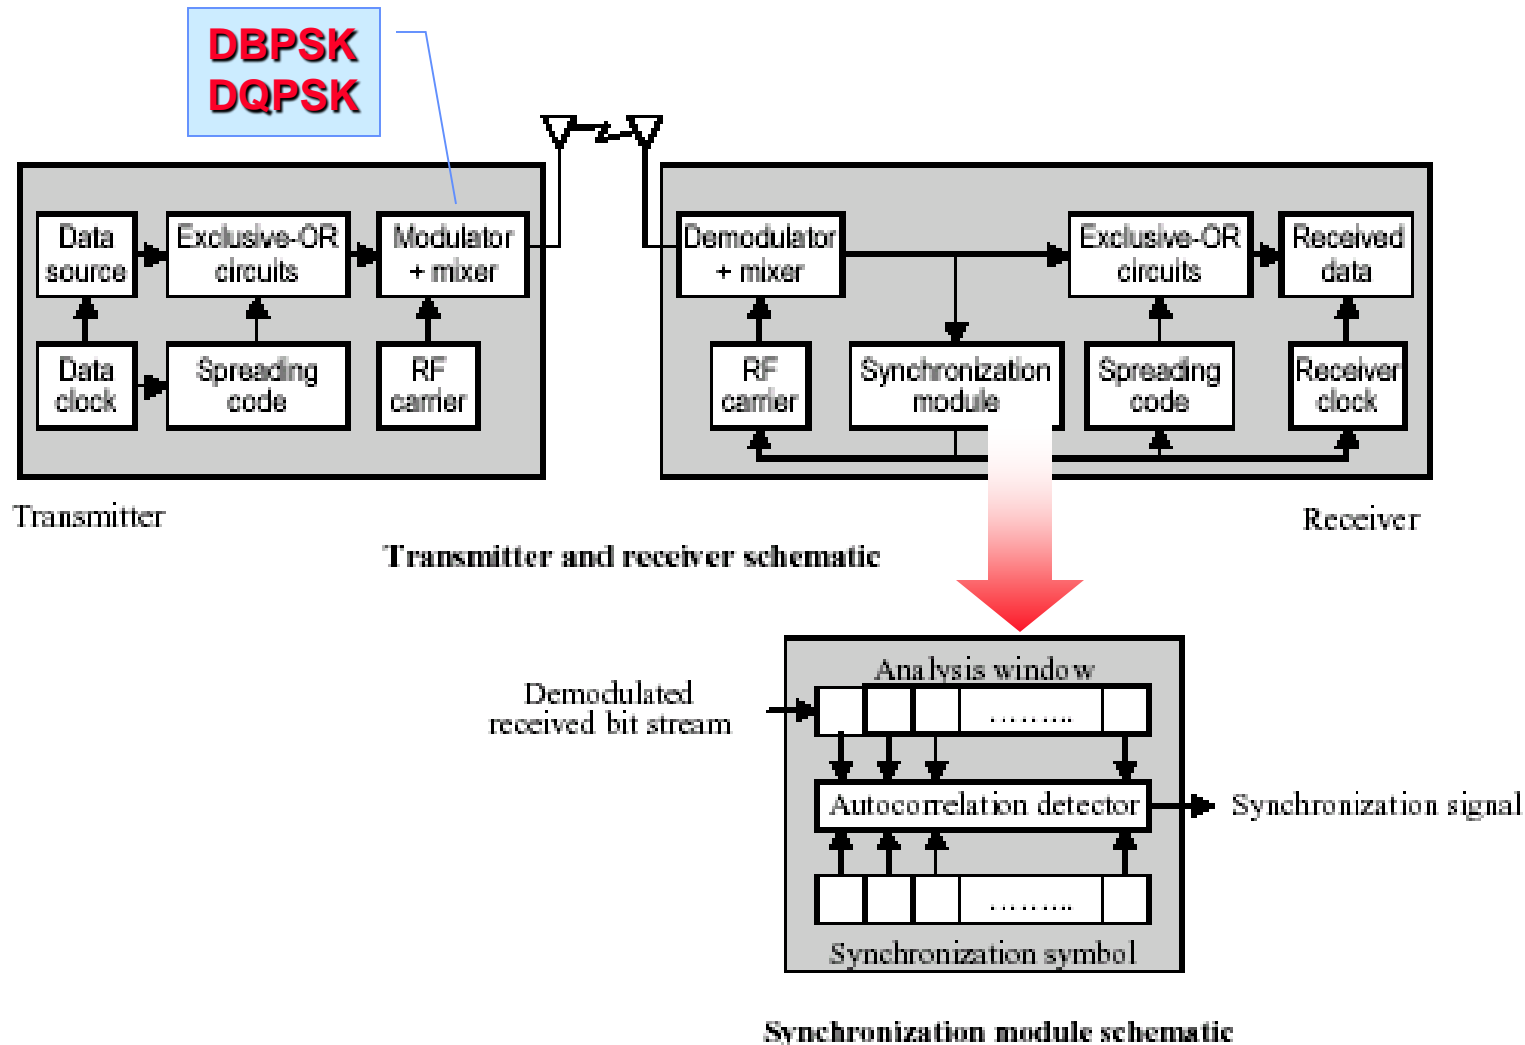 DBPSK
DQPSK
Data
source
Exclusive-OR
circuits
Modulator
+ mixer
Demodulator
+ mixer
Exclusive-OR
circuits
Received
data
Data
clock
Spreading
code
RF
carrier
RF
carrier
Synchronization
module
Spreading
code
Receiver
clock
Transmitter
Receiver
Transmitter and receiver schematic
Analysis window
Demodulated
received bit stream
..........
Autocorrelation detector
Synchronization signal
..........
Synchronization symbol
Synchronization module schematic